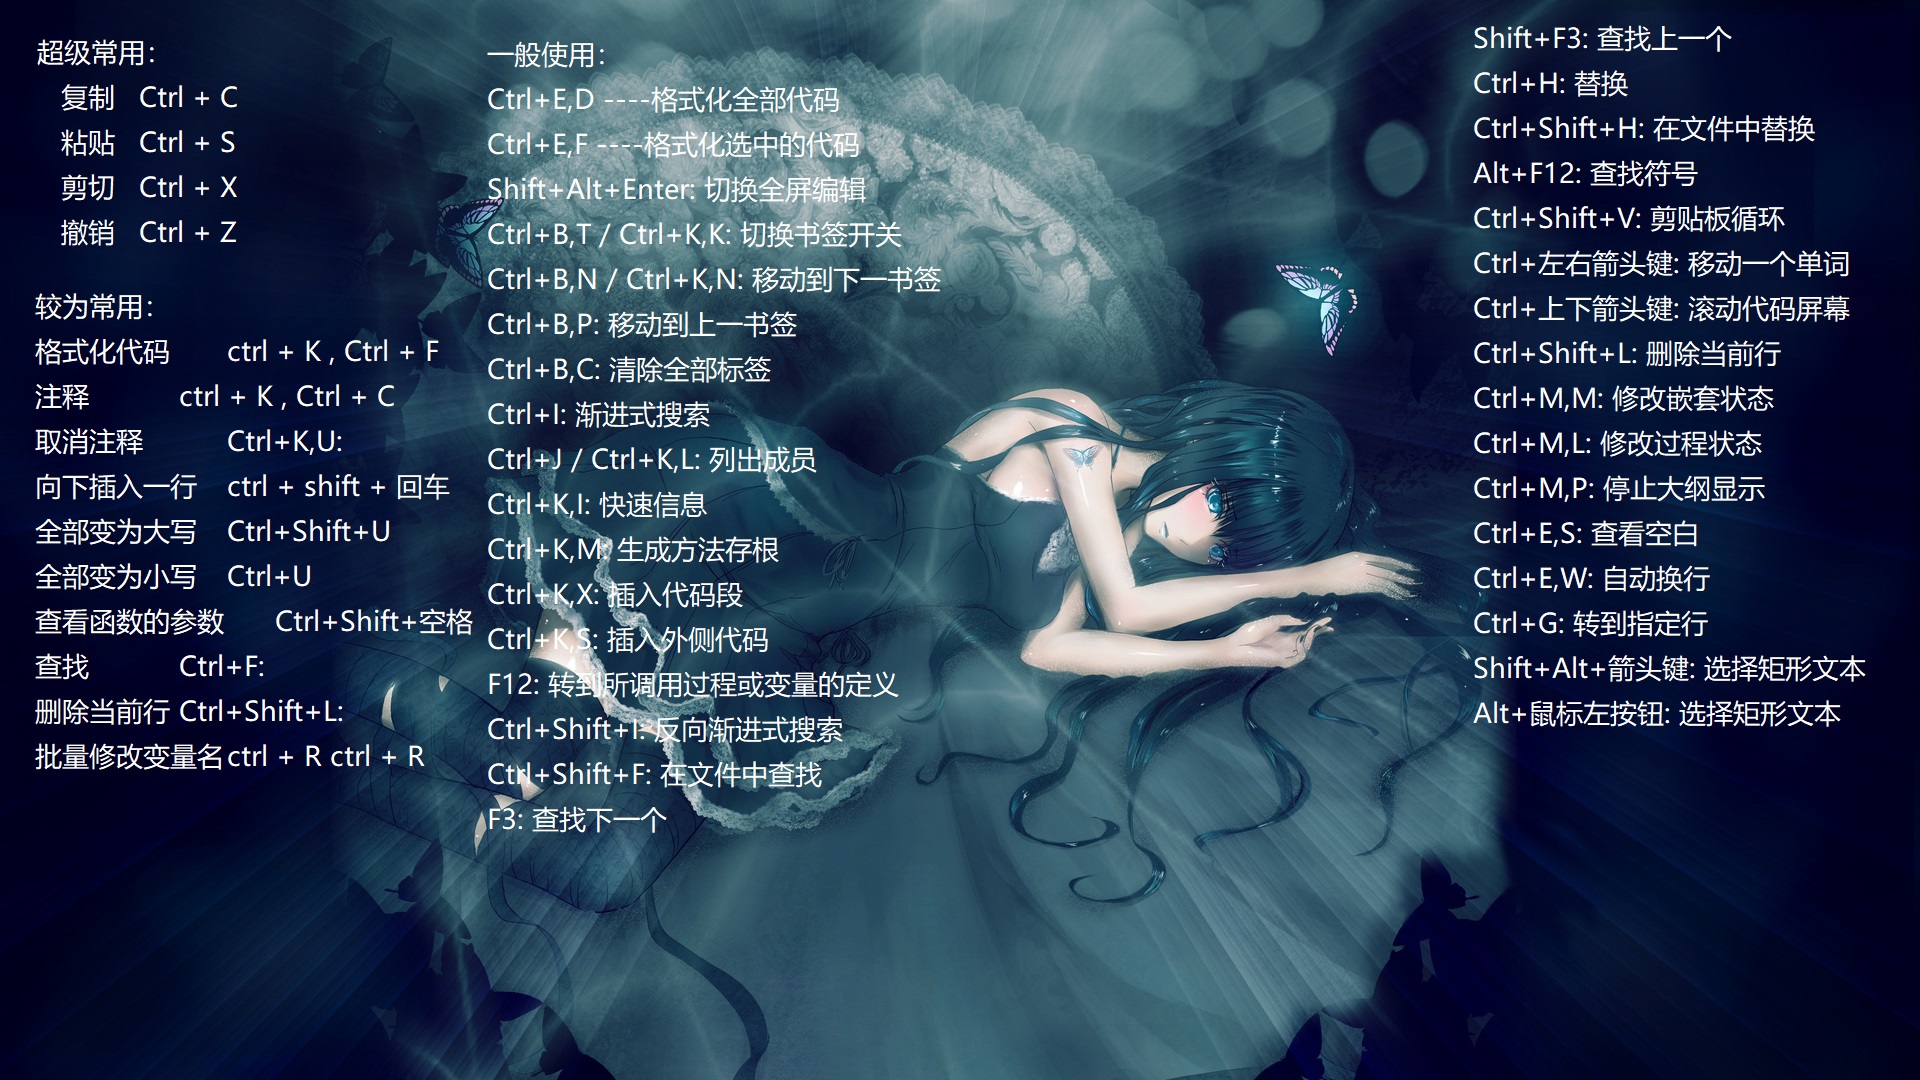 超级常用：
复制 Ctrl + C
粘贴 Ctrl + S
剪切 Ctrl + X
撤销 Ctrl + Z
较为常用：
格式化代码 ctrl + K , Ctrl + F
注释 ctrl + K , Ctrl + C
取消注释 Ctrl+K,U:
向下插入一行 ctrl + shift + 回车
全部变为大写 Ctrl+Shift+U
全部变为小写 Ctrl+U
查看函数的参数 Ctrl+Shift+空格
查找 Ctrl+F:
删除当前行 Ctrl+Shift+L:
批量修改变量名 ctrl + R ctrl + R
一般使用：
Ctrl+E,D ----格式化全部代码
Ctrl+E,F ----格式化选中的代码
Shift+Alt+Enter: 切换全屏编辑
Ctrl+B,T / Ctrl+K,K: 切换书签开关
Ctrl+B,N / Ctrl+K,N: 移动到下一书签
Ctrl+B,P: 移动到上一书签
Ctrl+B,C: 清除全部标签
Ctrl+I: 渐进式搜索
Ctrl+J / Ctrl+K,L: 列出成员
Ctrl+K,I: 快速信息
Ctrl+K,M: 生成方法存根
Ctrl+K,X: 插入代码段
Ctrl+K,S: 插入外侧代码
F12: 转到所调用过程或变量的定义
Ctrl+Shift+I: 反向渐进式搜索
Ctrl+Shift+F: 在文件中查找
F3: 查找下一个
Shift+F3: 查找上一个
Ctrl+H: 替换
Ctrl+Shift+H: 在文件中替换
Alt+F12: 查找符号
Ctrl+Shift+V: 剪贴板循环
Ctrl+左右箭头键: 移动一个单词
Ctrl+上下箭头键: 滚动代码屏幕
Ctrl+Shift+L: 删除当前行
Ctrl+M,M: 修改嵌套状态
Ctrl+M,L: 修改过程状态
Ctrl+M,P: 停止大纲显示
Ctrl+E,S: 查看空白
Ctrl+E,W: 自动换行
Ctrl+G: 转到指定行
Shift+Alt+箭头键: 选择矩形文本
Alt+鼠标左按钮: 选择矩形文本